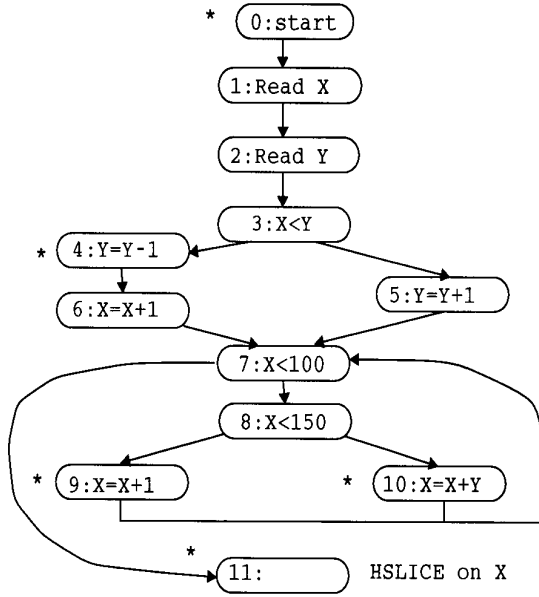 * 0:start
1:Read X
2:Read Y
3:X<Y
* 4:Y=Y-1
5:Y=Y+1
6:X=X+1
7:X<100
8:X<150
* 9:X=X+1
* 10:X=X+Y
* 11:
HSLICE on X